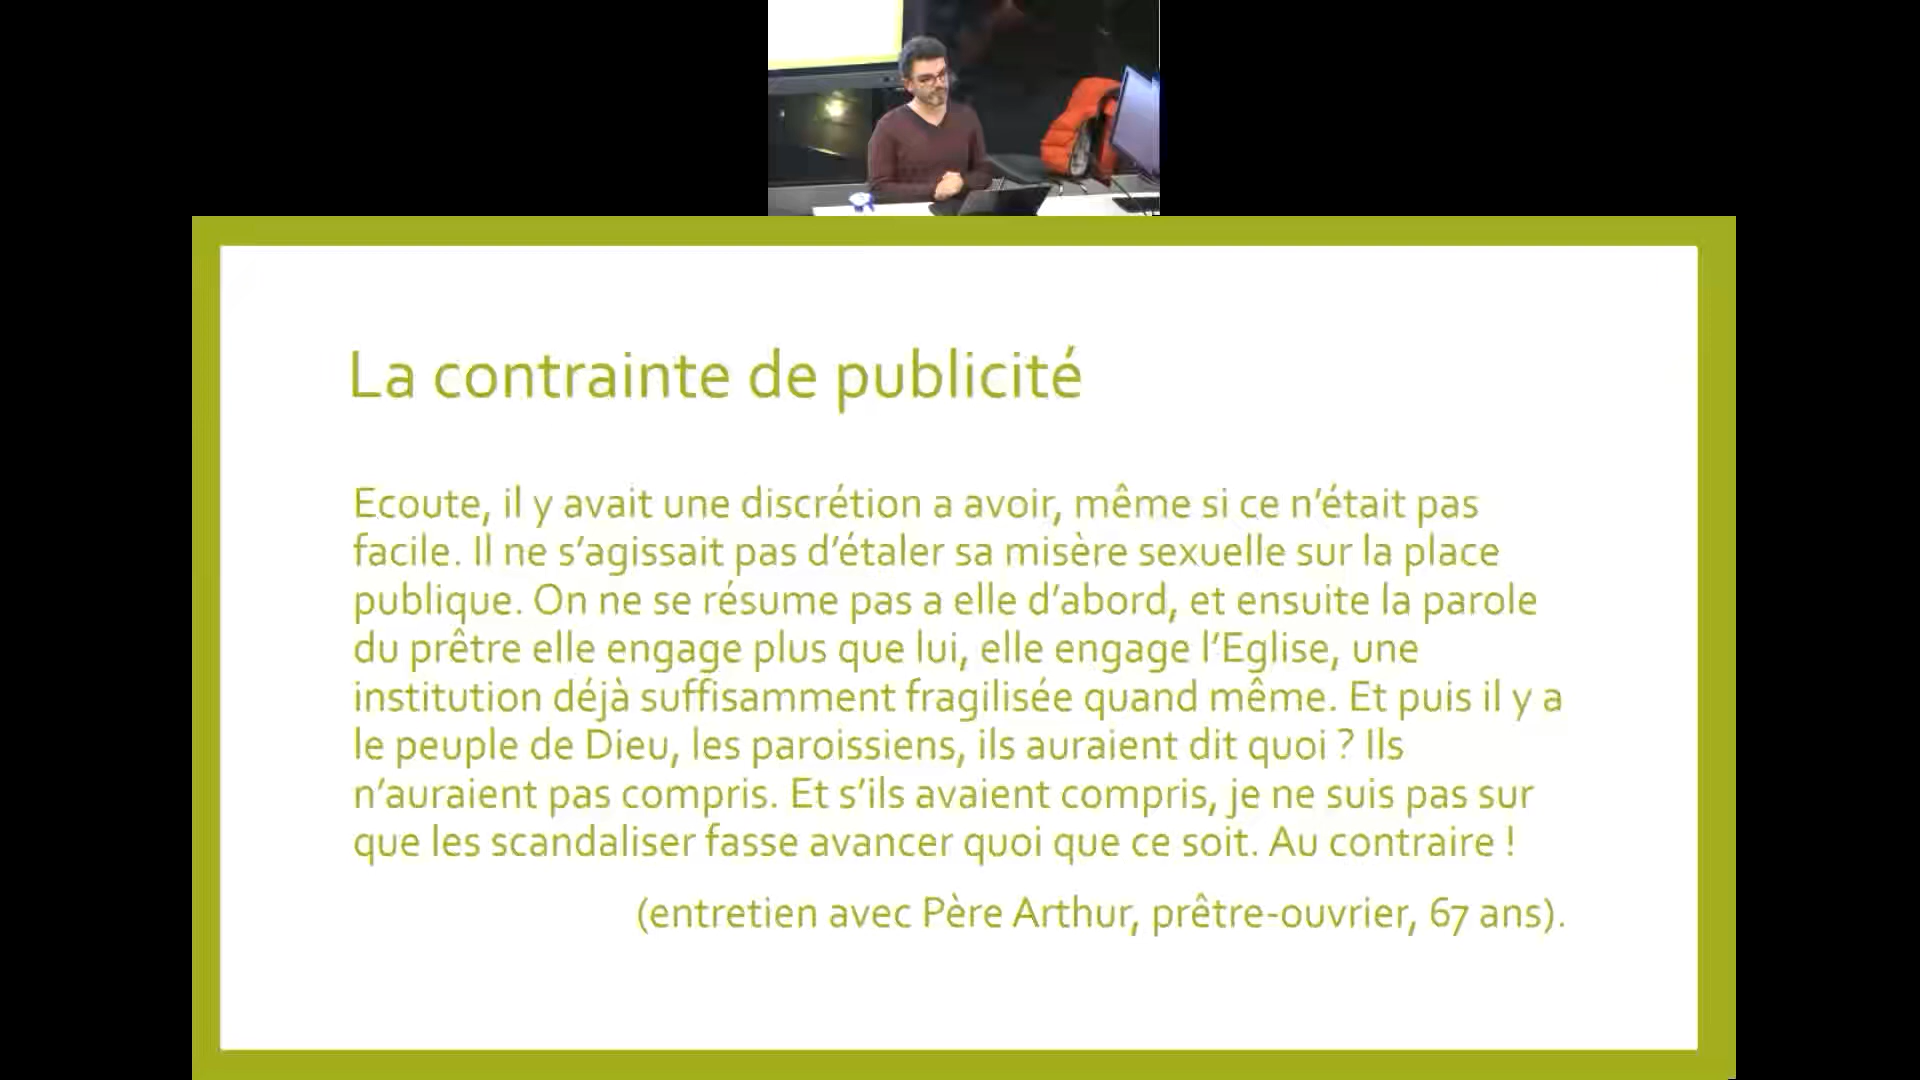 La contrainte de publicité
Ecoute, il y avait une discrétion a avoir, même si ce n'était pas
facile. Il ne s'agissait pas d'étaler sa misère sexuelle sur la place
publique. On ne se résume pas a elle d'abord, et ensuite la parole
du prêtre elle engage plus que lui, elle engage l'Eglise, une
institution déjà suffisamment fragilisée quand même. Et puis il y a
le peuple de Dieu, les paroissiens, ils auraient dit quoi ? Ils
n'auraient pas compris. Et s'ils avaient compris, je ne suis pas sur
que les scandaliser fasse avancer quoi que ce soit. Au contraire !
(entretien avec Père Arthur, prêtre-ouvrier, 67 ans).